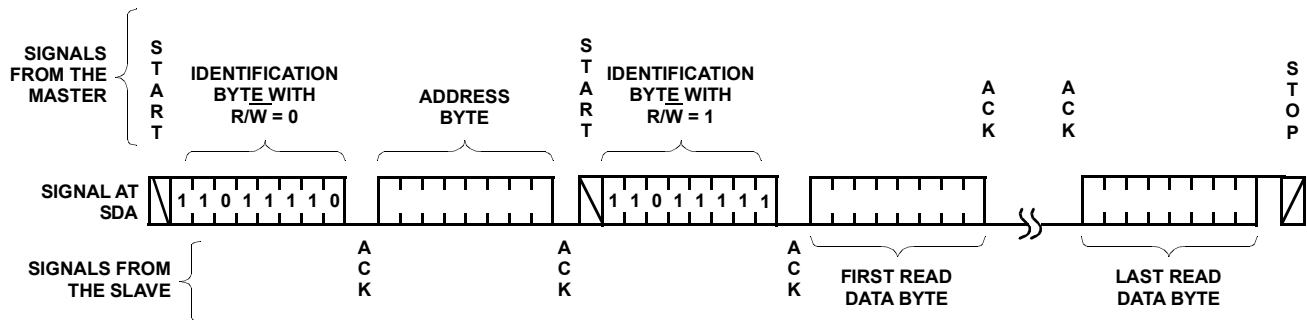 SIGNALS
FROM THE
MASTER
START
IDENTIFICATION
BYTE WITH
R/W = 0
ADDRESS
BYTE
START
IDENTIFICATION
BYTE WITH
R/W = 1
ACK
ACK
STOP
SIGNAL AT
SDA
1 1 0 1 1 1 1 0
1 1 0 1 1 1 1 1
SIGNALS FROM
THE SLAVE
ACK
ACK
ACK
FIRST READ
DATA BYTE
LAST READ
DATA BYTE